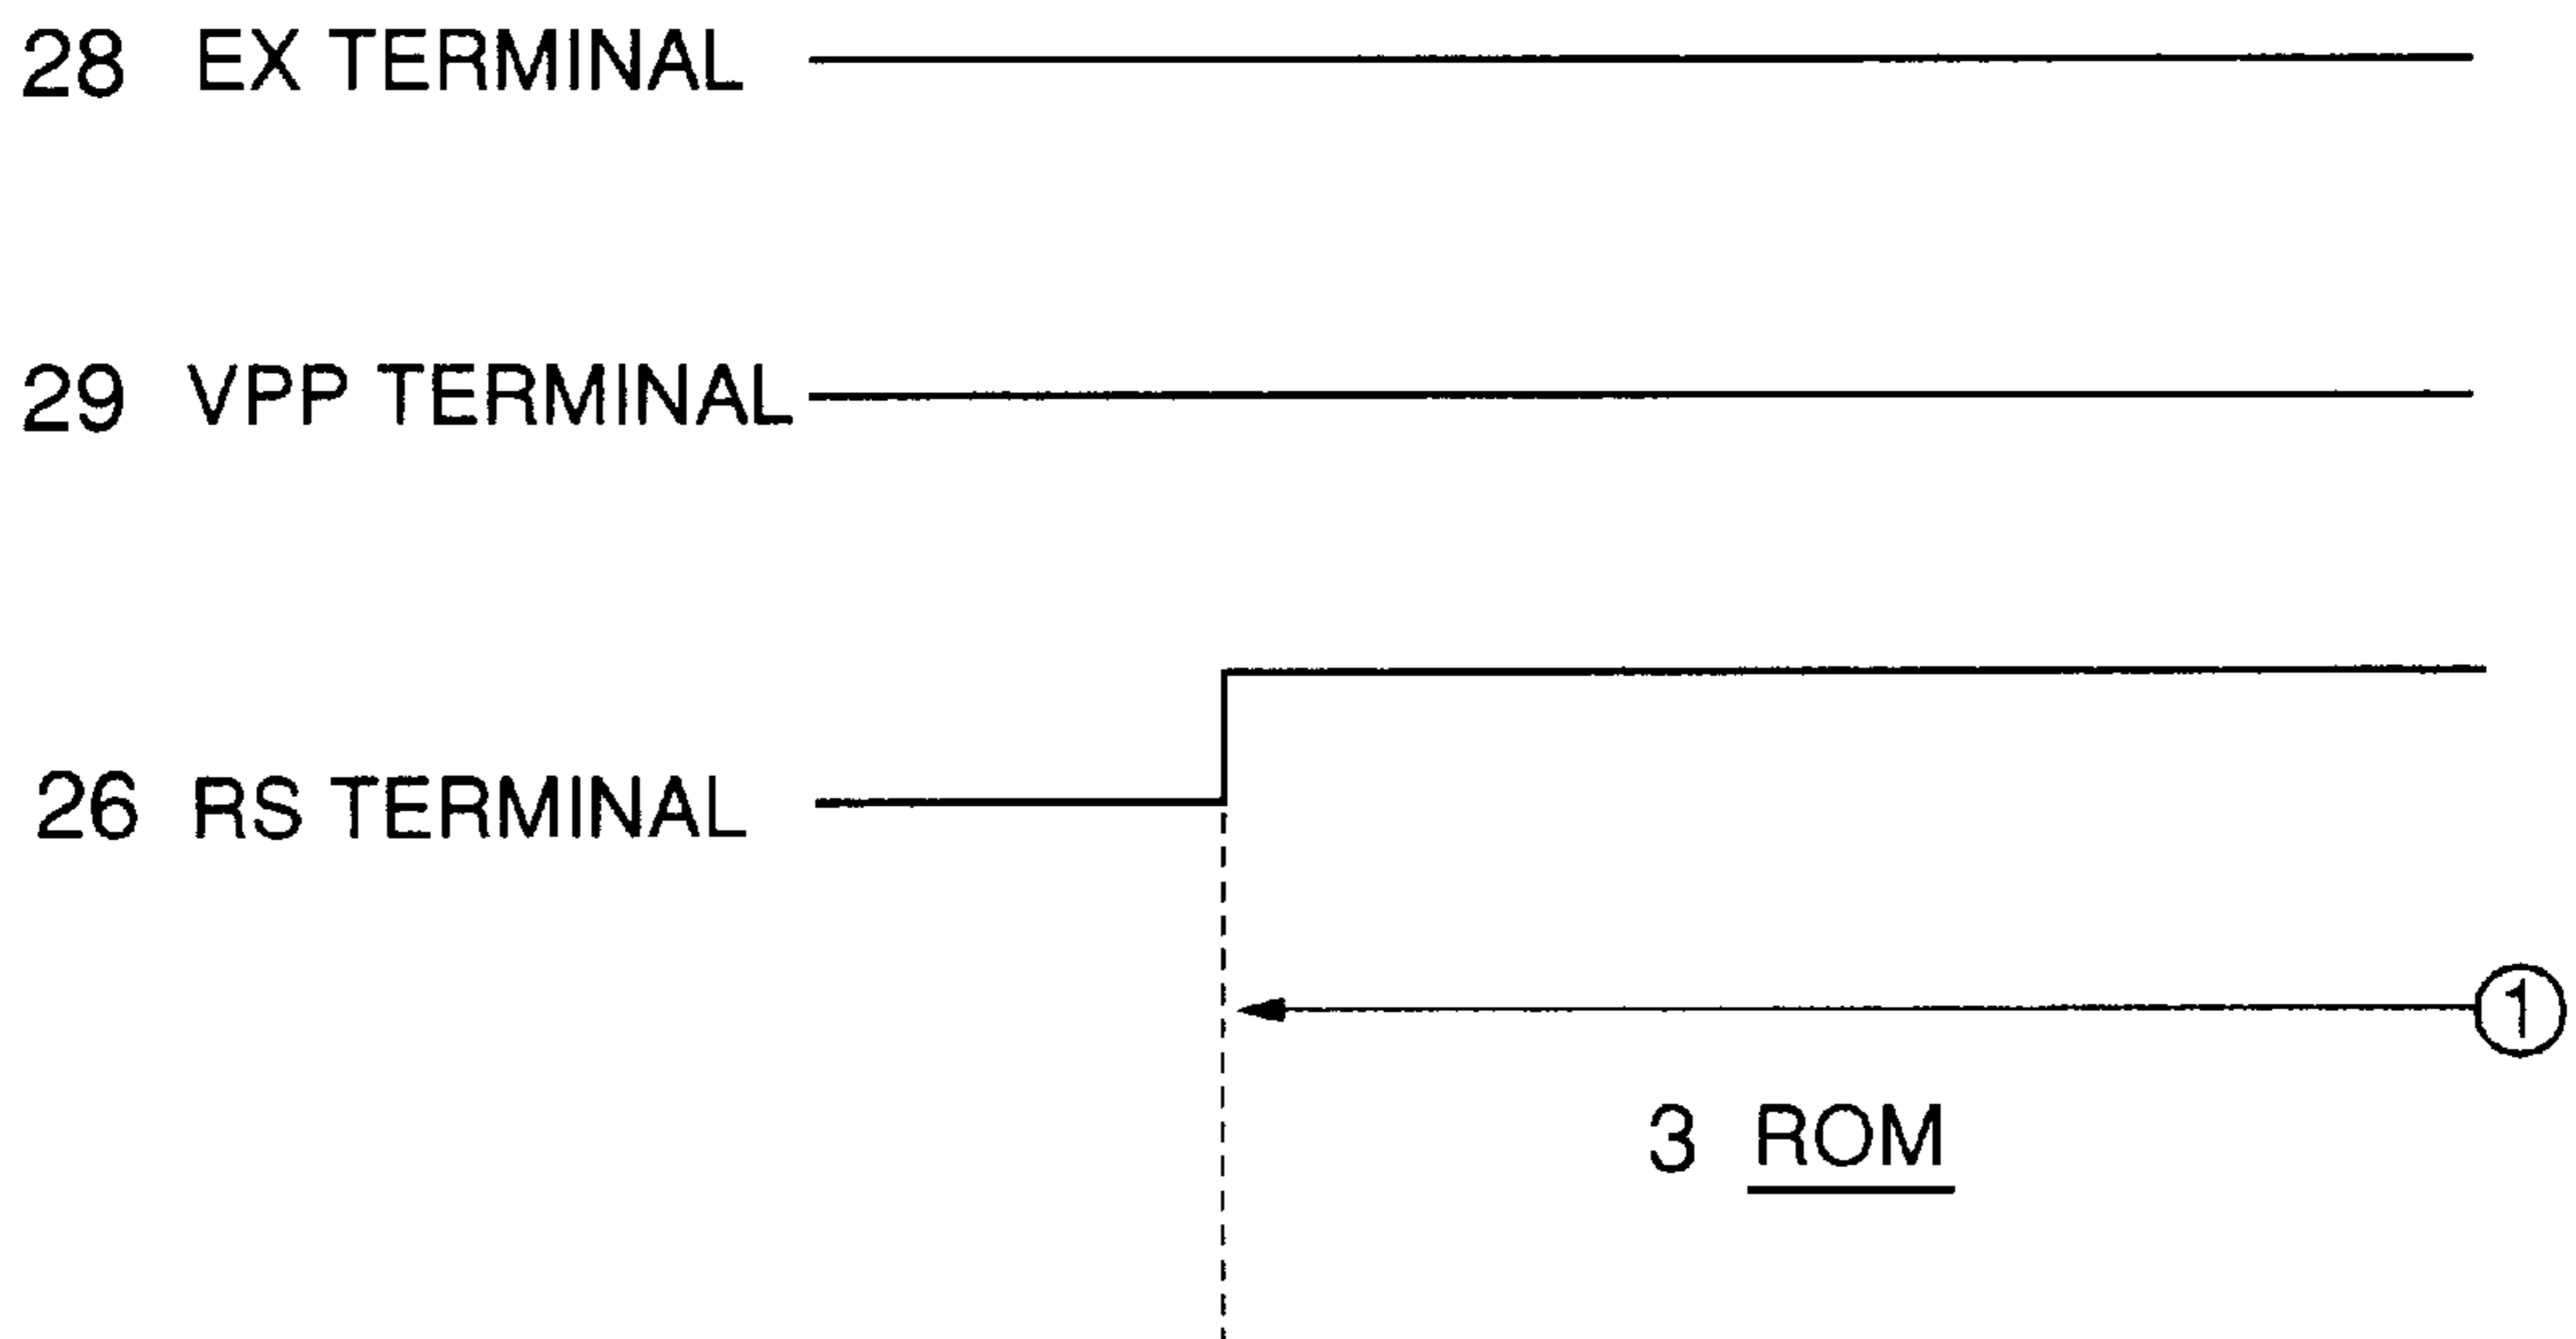 28 EX TERMINAL
29 VPP TERMINAL
26 RS TERMINAL
1
3 ROM